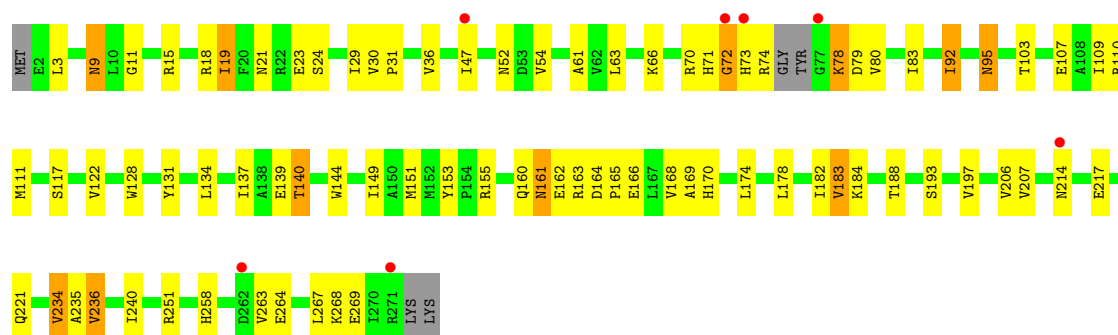 MET E2 L3 N9 L10 G11 R15 R18 I19 F20 N21 R22 E23 S24 I29 V30 P31 V36 I47 N52 D53 V54 A61 V62 L63 K66 R70 H71 G72 H73 R74 GLY TYR G77 K78 D79 V80 I83 I92 N95 T103 E107 A108 I109
M111 S117 V122 W128 Y131 L134 I137 A138 E139 T140 W144 I149 A150 M151 M152 Y153 P154 R155 Q160 N161 E162 R163 D164 P165 E166 L167 V168 A169 H170 L174 L178 I182 V183 K184 T188 S193 V197 V206 V207 N214 E217
Q221 V234 A235 V236 I240 R251 H258 D262 V263 E264 L267 K268 E269 I270 R271 LYS LYS